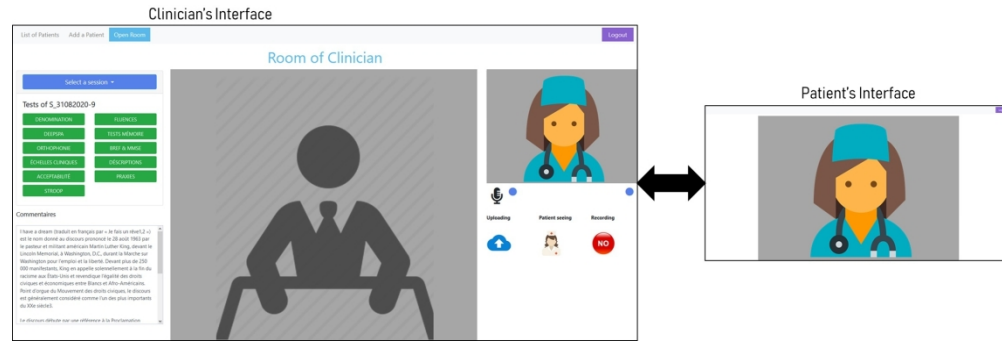 Clinician's Interface
List of Patients Add a Patient Open Room Logout
Room of Clinician
Select a session
Tests of S_31082020-9
DENOMINATION FLUENCES
DEEPSPA TESTS MÉMOIRE
ORTHOPHONIE BREF & MMSE
ECHELLES CLINIQUES DÉSCRIPTIONS
ACCEPTABILITÉ PHRASES
STROOP
Commentaires
I have a dream (traduit en français par « Je fais un rêve1,2 »)
est le nom donné au discours prononcé le 28 août 1963 par
le pasteur et militant américain Martin Luther King, devant le
Lincoln Memorial, à Washington, D.C., durant la Marche sur
Washington pour l'emploi et la liberté. Devant plus de 250
000 manifestants, King en appelle solennellement à la fin du
racisme aux États-Unis et revendique l'égalité des droits
civiques et économiques entre Blancs et Afro-Américains.
Point d'orgue du Mouvement des droits civiques, le discours
est généralement considéré comme l'un des plus importants
du XXe siècle3.
Le discours débute par une référence à la Proclamation
Uploading Patient seeing Recording
NO
Patient's Interface